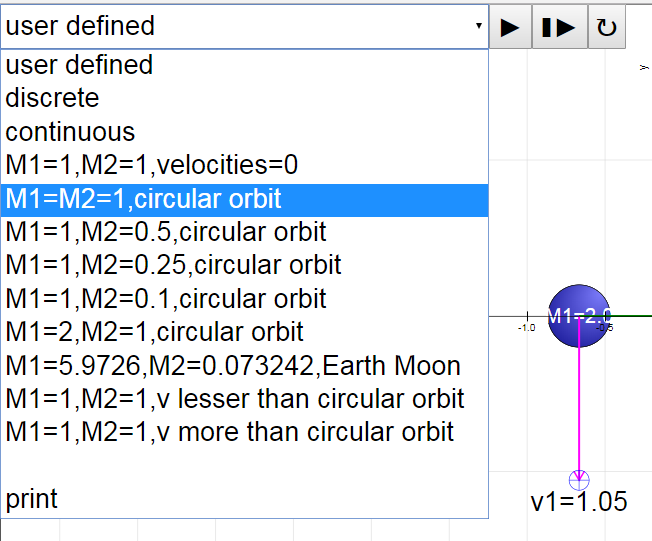 user defined
user defined
discrete
continuous
M1=1,M2=1,velocities=0
M1=M2=1,circular orbit
M1=1,M2=0.5,circular orbit
M1=1,M2=0.25,circular orbit
M1=1,M2=0.1,circular orbit
M1=2,M2=1,circular orbit
M1=5.9726,M2=0.073242,Earth Moon
M1=1,M2=1,v lesser than circular orbit
M1=1,M2=1,v more than circular orbit
print
y
M1=2.
-1.0
-0.5
v1=1.05